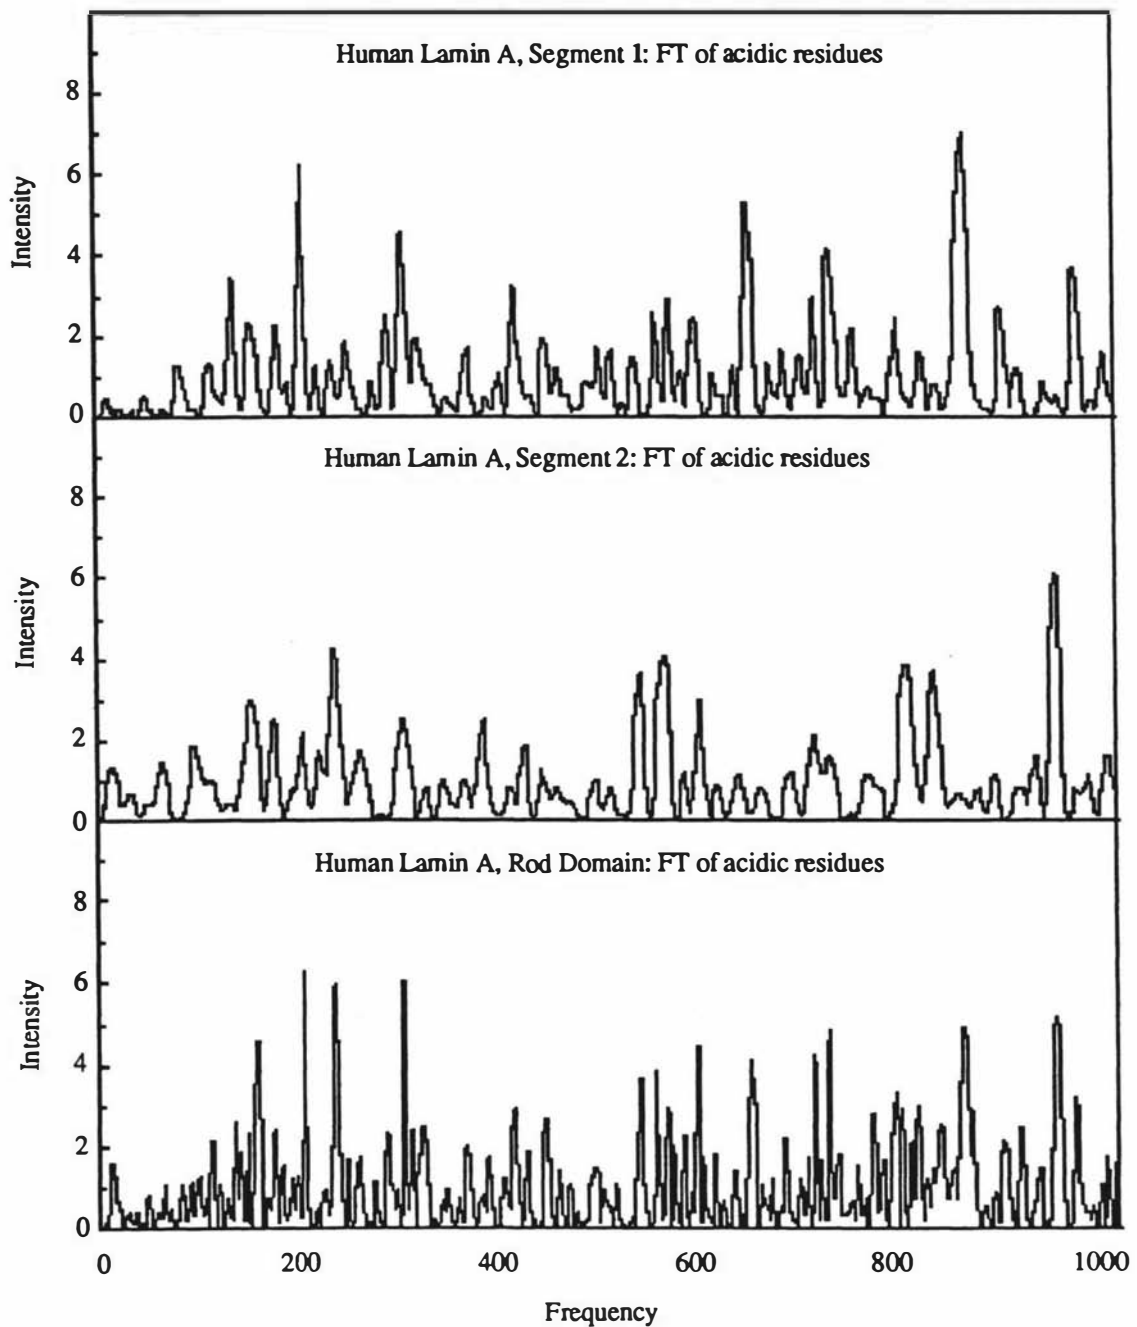 Human Lamin A, Segment 1: FT of acidic residues
8
6
4
2
0
Intensity
Human Lamin A, Segment 2: FT of acidic residues
8
6
4
2
0
Intensity
Human Lamin A, Rod Domain: FT of acidic residues
8
6
4
2
0
Intensity
0 200 400 600 800 1000
Frequency